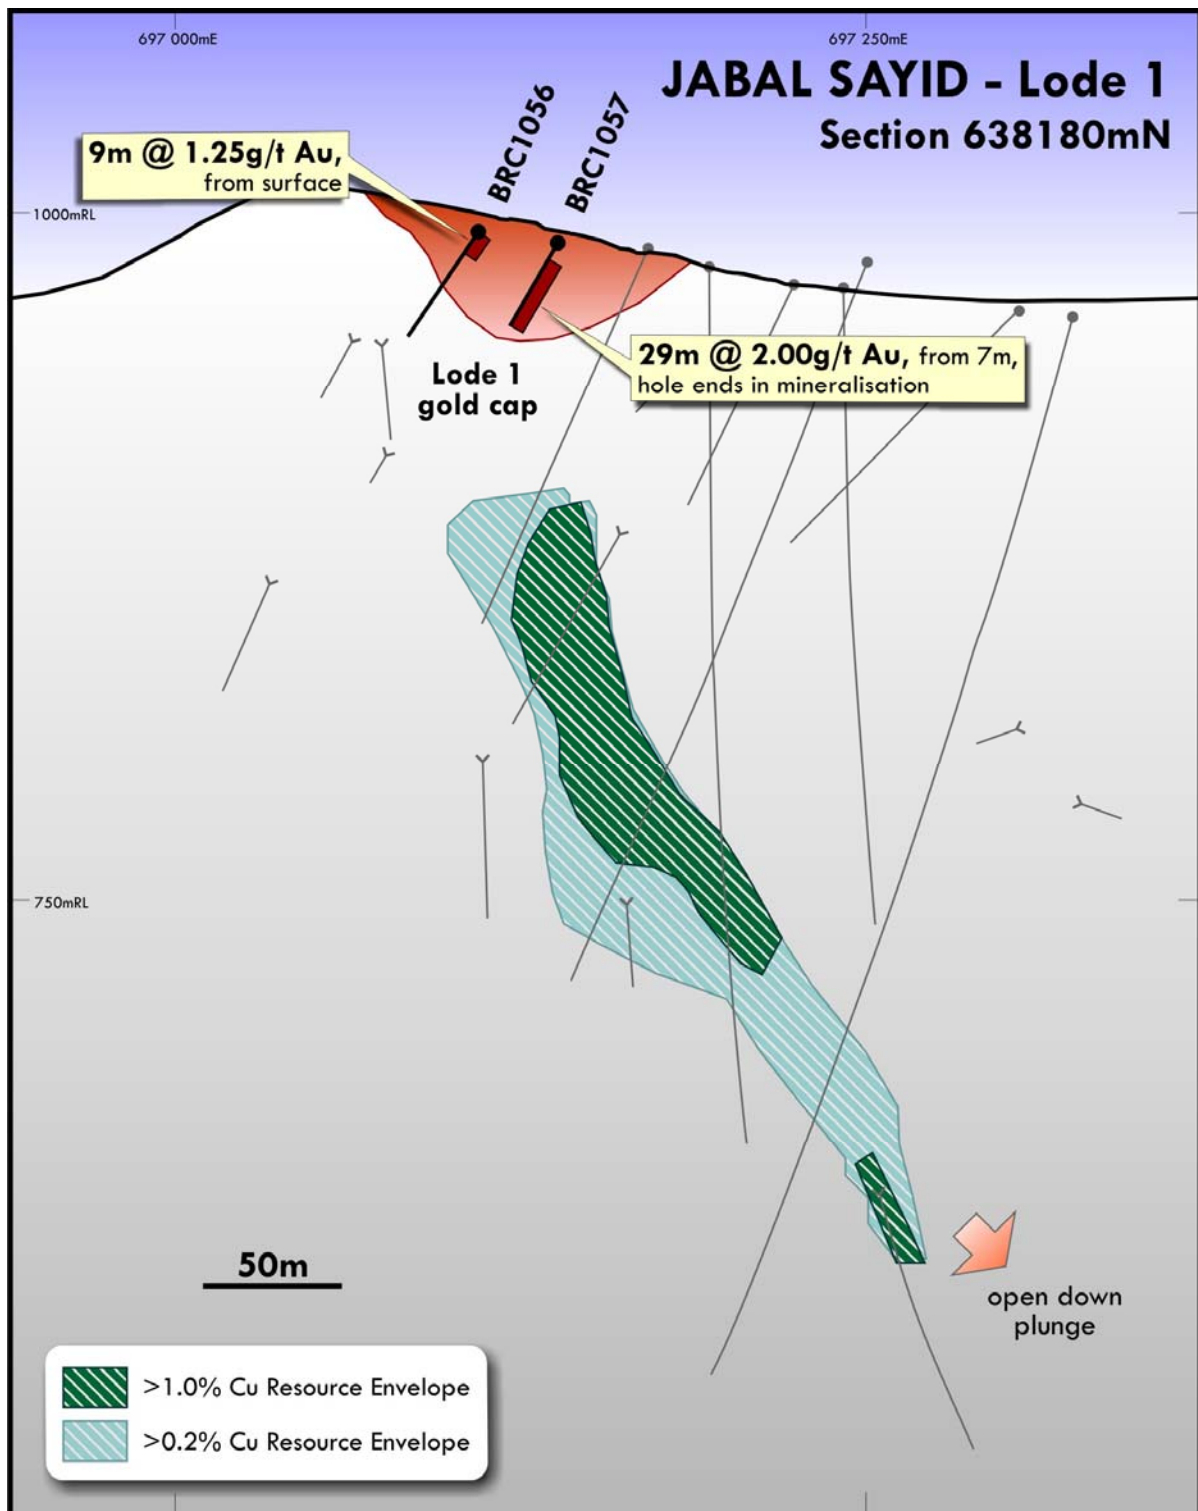 697 000mE
697 250mE
JABAL SAYID - Lode 1
Section 638180mN
BRC1056
BRC1057
9m @ 1.25g/t Au,
from surface
1000mRL
29m @ 2.00g/t Au, from 7m,
hole ends in mineralisation
Lode 1
gold cap
750mRL
50m
open down
plunge
>1.0% Cu Resource Envelope
>0.2% Cu Resource Envelope